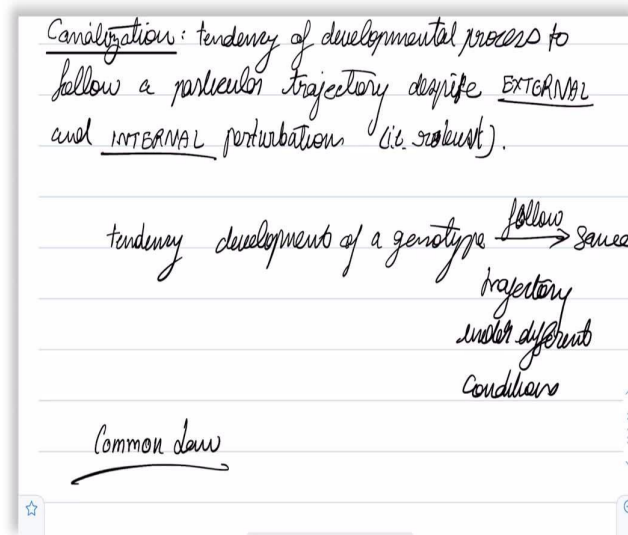 Canalization: tendency of developmental process to
follow a particular trajectory despite EXTERNAL
and INTERNAL perturbation (i.e. robust).
tendency development of a genotype follow → same
trajectory
under different
conditions
Common Law